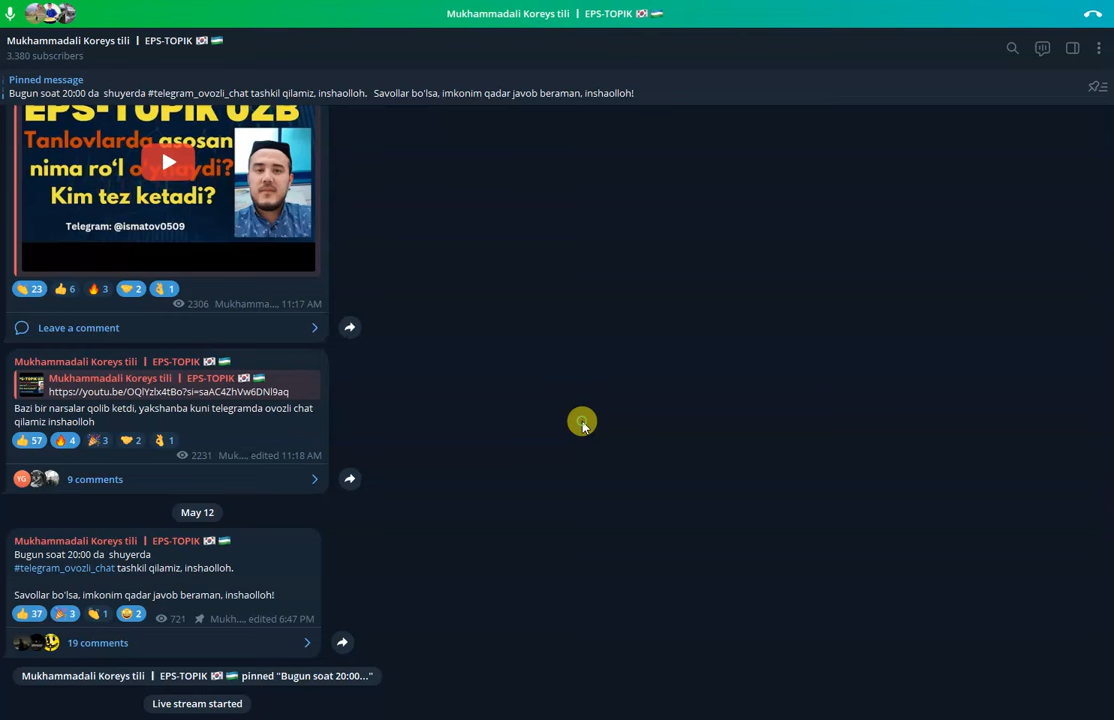 Mukhammadali Koreys tili | EPS-TOPIK 🇰🇷 🇺🇿
Mukhammadali Koreys tili | EPS-TOPIK 🇰🇷 🇺🇿
3,380 subscribers
Pinned message
Bugun soat 20:00 da shuyerda #telegram_ovozli_chat tashkil qilamiz, inshaolloh. Savollar bo'lsa, imkonim qadar javob beraman, inshaolloh!
EPS-TOPIK UZB
Tanlovlarda asosan
nima ro‘l o'ynaydi?
Kim tez ketadi?
Telegram: @ismatov0509
👏 23 👍 6 🔥 3 🤝 2 👌 1
2306 Mukhamma..., 11:17 AM
Leave a comment
Mukhammadali Koreys tili | EPS-TOPIK 🇰🇷 🇺🇿
Mukhammadali Koreys tili | EPS-TOPIK 🇰🇷 🇺🇿
https://youtu.be/OQlYzlx4tBo?si=saAC4ZhVw6DNl9aq
Bazi bir narsalar qolib ketdi, yakshanba kuni telegramda ovozli chat
qilamiz inshaolloh
👍 57 🔥 4 🎉 3 🤝 2 👌 1
2231 Muk..., edited 11:18 AM
YG 9 comments
May 12
Mukhammadali Koreys tili | EPS-TOPIK 🇰🇷 🇺🇿
Bugun soat 20:00 da shuyerda
#telegram_ovozli_chat tashkil qilamiz, inshaolloh.
Savollar bo'lsa, imkonim qadar javob beraman, inshaolloh!
👍 37 🎉 3 👏 1 🤩 2
721 Mukh..., edited 6:47 PM
19 comments
Mukhammadali Koreys tili | EPS-TOPIK 🇰🇷 🇺🇿 pinned "Bugun soat 20:00..."
Live stream started